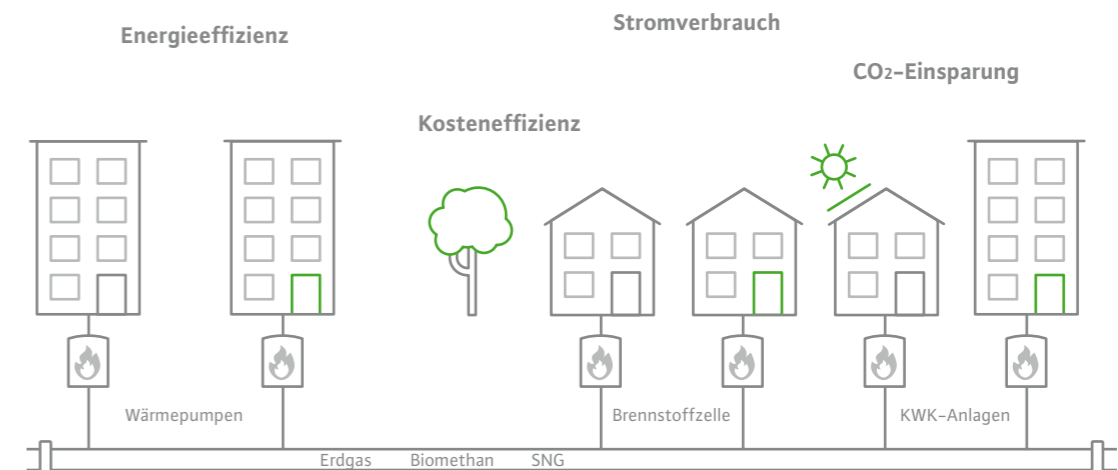 Stromverbrauch
Energieeffizienz
CO₂-Einsparung
Kosteneffizienz
Wärmepumpen
Brennstoffzelle
KWK-Anlagen
Erdgas Biomethan SNG